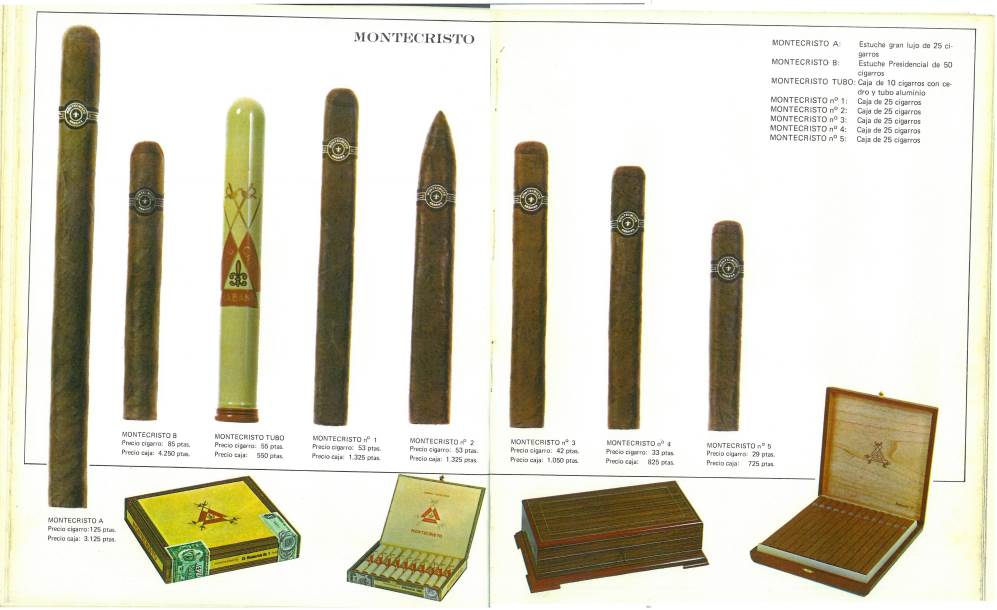 MONTECRISTO
MONTECRISTO A: Estuche gran lujo de 25 ci-
garros
MONTECRISTO B: Estuche Presidencial de 50
cigarros
MONTECRISTO TUBO: Caja de 10 cigarros con ce-
dro y tubo aluminio
MONTECRISTO nº 1: Caja de 25 cigarros
MONTECRISTO nº 2: Caja de 25 cigarros
MONTECRISTO nº 3: Caja de 25 cigarros
MONTECRISTO nº 4: Caja de 25 cigarros
MONTECRISTO nº 5: Caja de 25 cigarros
MONTECRISTO B
Precio cigarro: 85 ptas.
Precio caja: 4.250 ptas.
MONTECRISTO TUBO
Precio cigarro: 55 ptas.
Precio caja: 550 ptas.
MONTECRISTO nº 1
Precio cigarro: 53 ptas.
Precio caja: 1.325 ptas.
MONTECRISTO nº 2
Precio cigarro: 53 ptas.
Precio caja: 1.325 ptas.
MONTECRISTO nº 3
Precio cigarro: 42 ptas.
Precio caja: 1.050 ptas.
MONTECRISTO nº 4
Precio cigarro: 33 ptas.
Precio caja: 825 ptas.
MONTECRISTO nº 5
Precio cigarro: 29 ptas.
Precio caja: 725 ptas.
MONTECRISTO A
Precio cigarro: 125 ptas.
Precio caja: 3.125 ptas.
MONTECRISTO